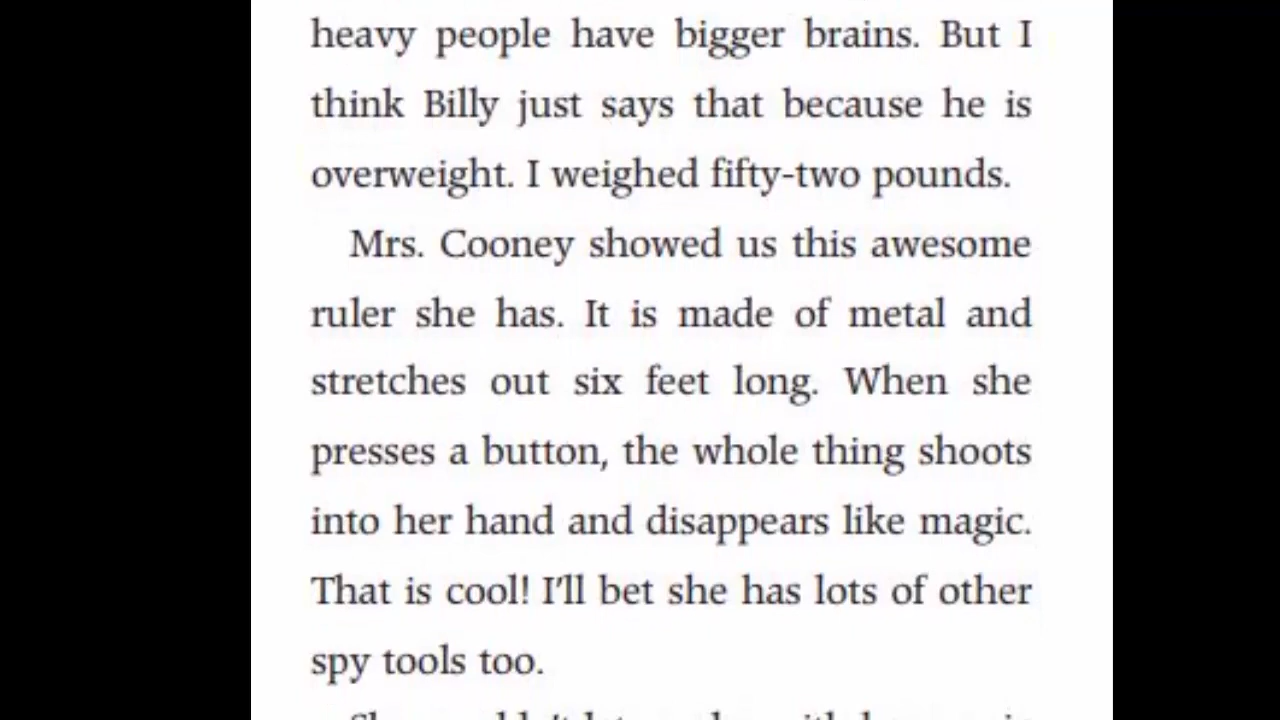 heavy people have bigger brains. But I
think Billy just says that because he is
overweight. I weighed fifty-two pounds.
Mrs. Cooney showed us this awesome
ruler she has. It is made of metal and
stretches out six feet long. When she
presses a button, the whole thing shoots
into her hand and disappears like magic.
That is cool! I'll bet she has lots of other
spy tools too.